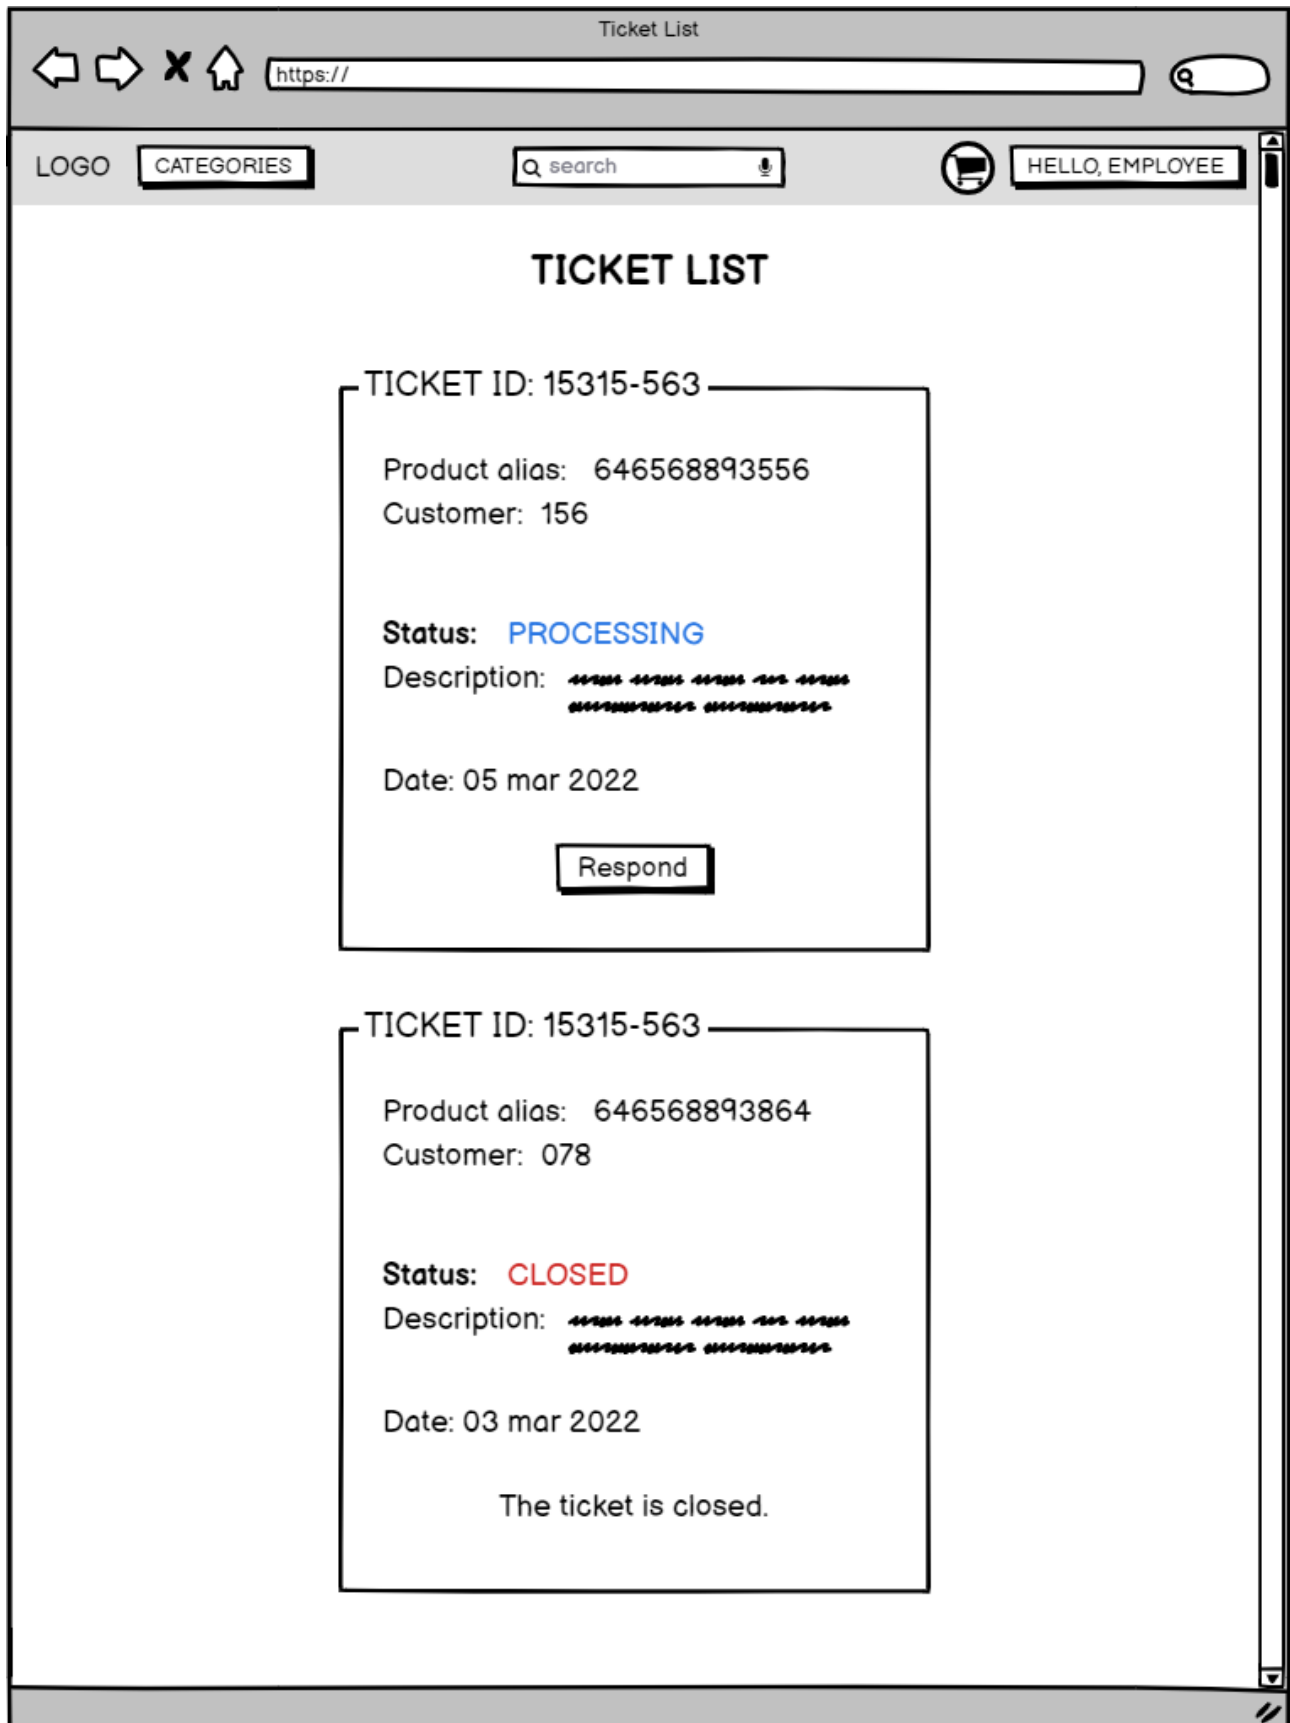 Ticket List
https://
LOGO CATEGORIES search HELLO, EMPLOYEE
TICKET LIST
TICKET ID: 15315-563
Product alias: 646568893556
Customer: 156
Status: PROCESSING
Description:
Date: 05 mar 2022
Respond
TICKET ID: 15315-563
Product alias: 646568893864
Customer: 078
Status: CLOSED
Description:
Date: 03 mar 2022
The ticket is closed.